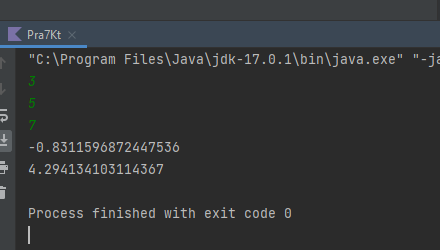 Pra7Kt
"C:\Program Files\Java\jdk-17.0.1\bin\java.exe" "-ja
3
5
7
-0.8311596872447536
4.294134103114367
Process finished with exit code 0